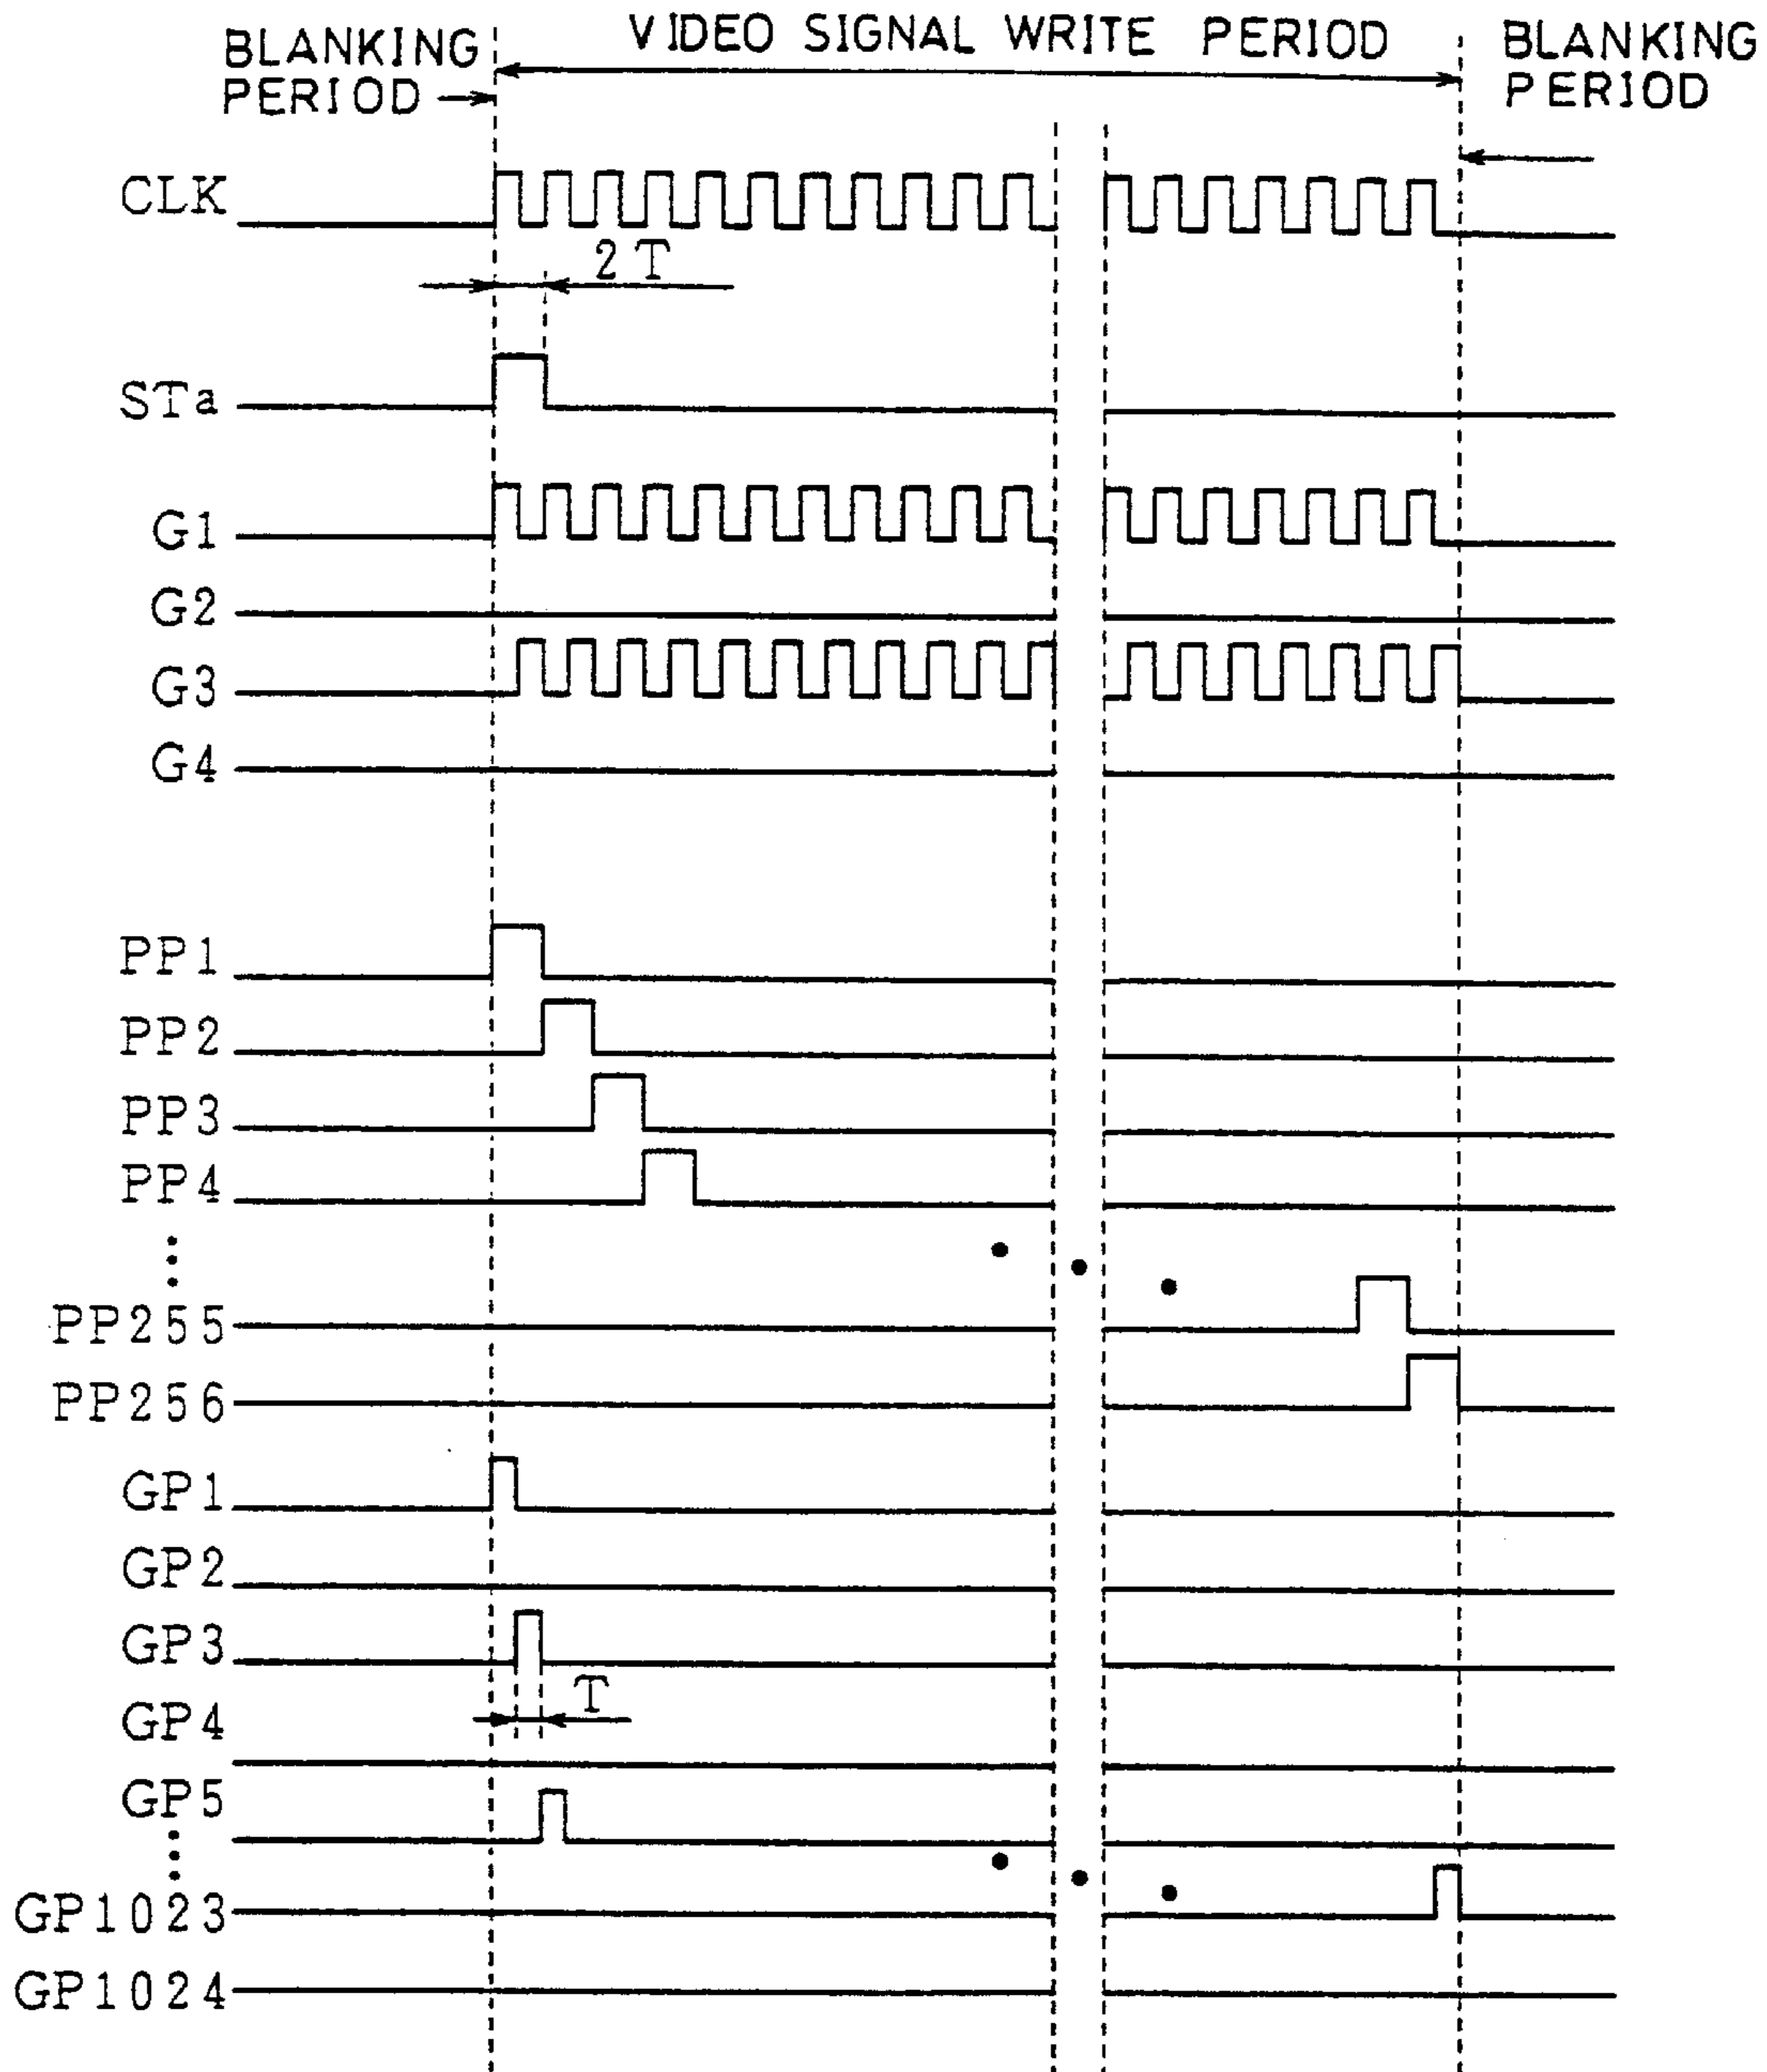 BLANKING
PERIOD
VIDEO SIGNAL WRITE PERIOD
BLANKING
PERIOD
CLK
2T
STa
G1
G2
G3
G4
PP1
PP2
PP3
PP4
PP255
PP256
GP1
GP2
GP3
T
GP4
GP5
GP1023
GP1024